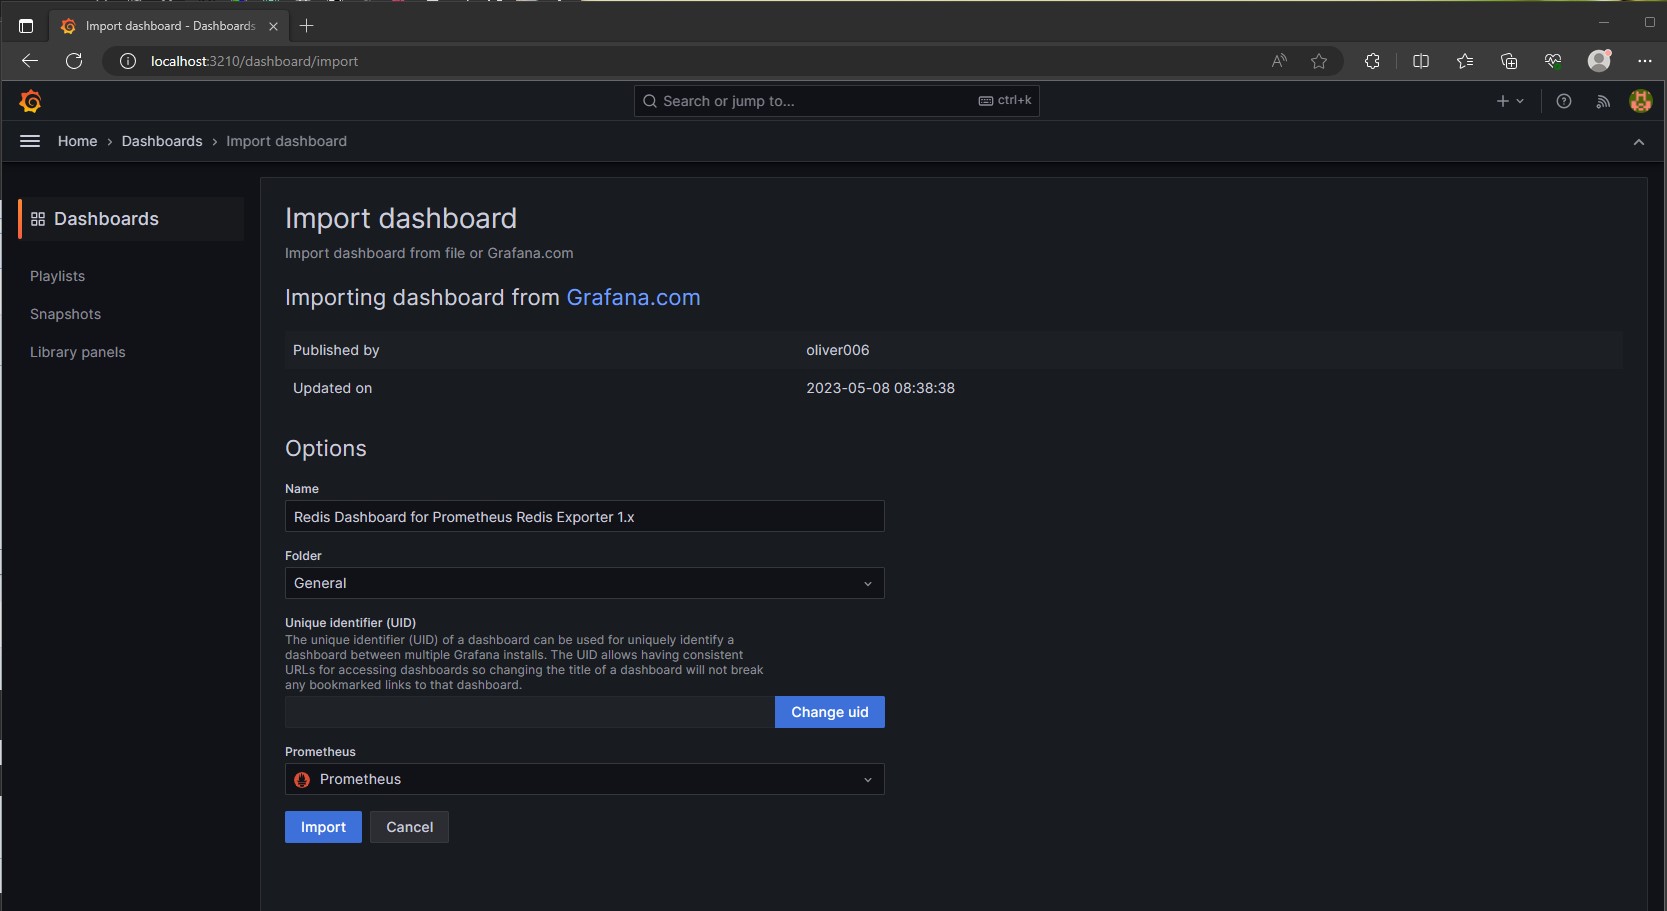 Import dashboard - Dashboards
localhost:3210/dashboard/import
Search or jump to...
ctrl+k
Home › Dashboards › Import dashboard
Dashboards
Playlists
Snapshots
Library panels
Import dashboard
Import dashboard from file or Grafana.com
Importing dashboard from Grafana.com
Published by oliver006
Updated on 2023-05-08 08:38:38
Options
Name
Redis Dashboard for Prometheus Redis Exporter 1.x
Folder
General
Unique identifier (UID)
The unique identifier (UID) of a dashboard can be used for uniquely identify a
dashboard between multiple Grafana installs. The UID allows having consistent
URLs for accessing dashboards so changing the title of a dashboard will not break
any bookmarked links to that dashboard.
Change uid
Prometheus
Prometheus
Import Cancel